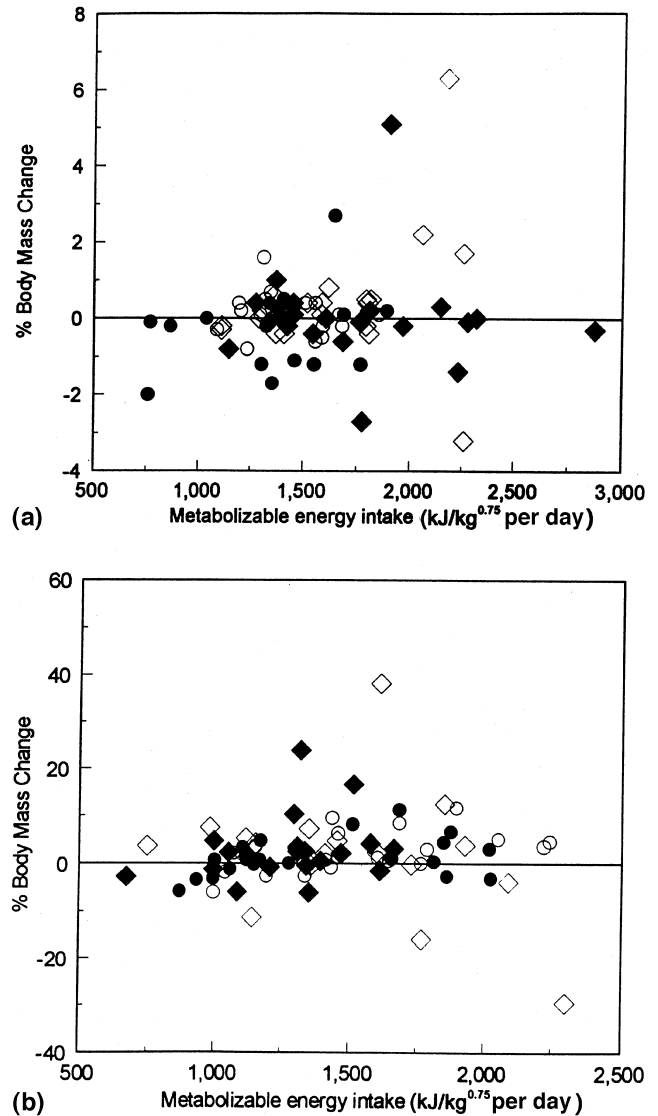 8
6
4
2
0
-2
-4
% Body Mass Change
500 1,000 1,500 2,000 2,500 3,000
(a) Metabolizable energy intake (kJ/kg0.75 per day)
60
40
20
0
-20
-40
% Body Mass Change
500 1,000 1,500 2,000 2,500
(b) Metabolizable energy intake (kJ/kg0.75 per day)